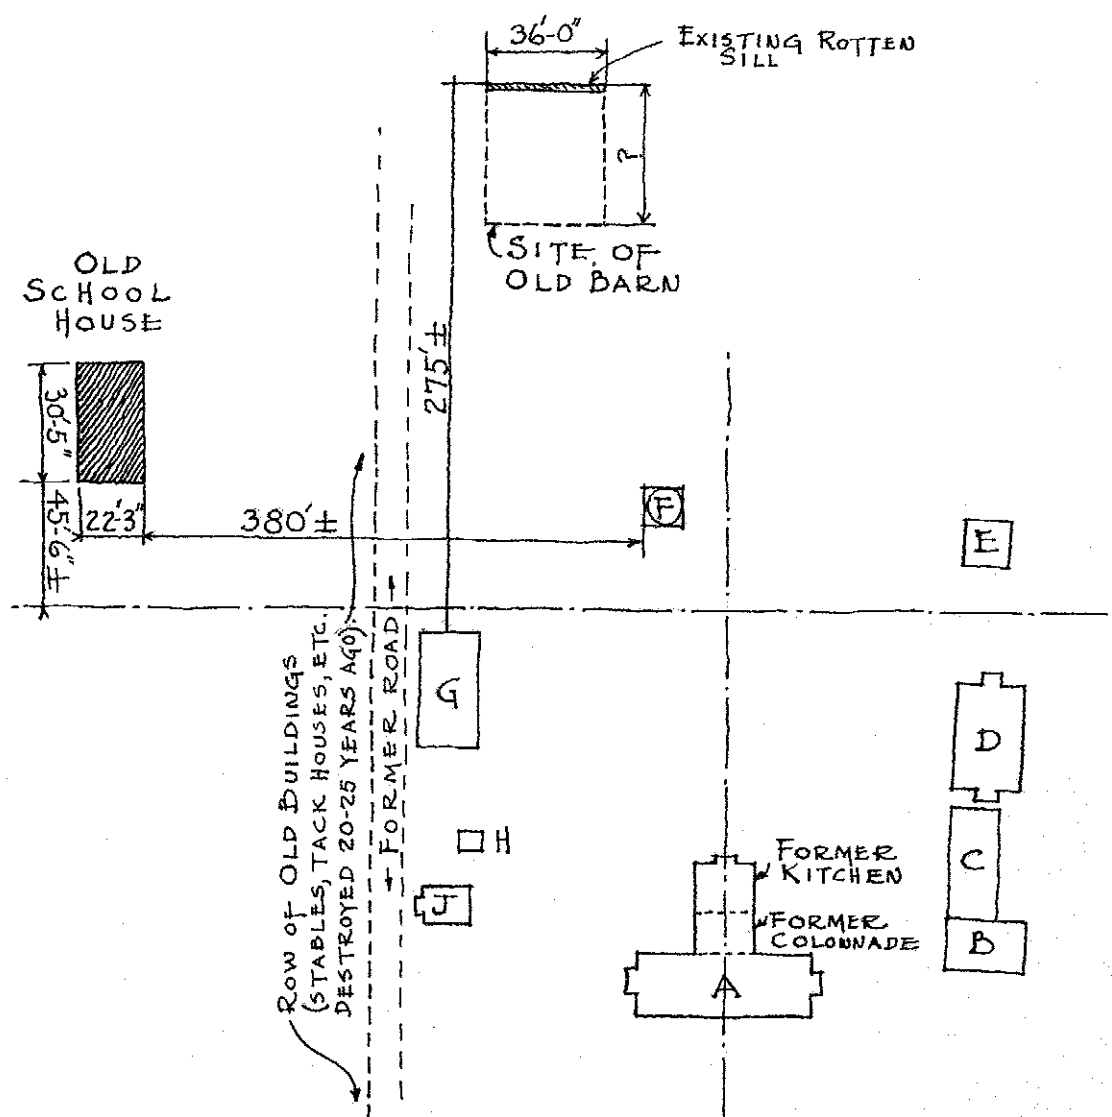 36'-0"
EXISTING ROTTEN
SILL
?
SITE OF
OLD BARN
OLD
SCHOOL
HOUSE
30'-5"
275'±
45'-6"±
22'-3"
380'±
F
E
ROW OF OLD BUILDINGS
(STABLES, TACK HOUSES, ETC.
DESTROYED 20-25 YEARS AGO)
FORMER ROAD
G
D
H
FORMER
KITCHEN
C
J
FORMER
COLONNADE
B
A